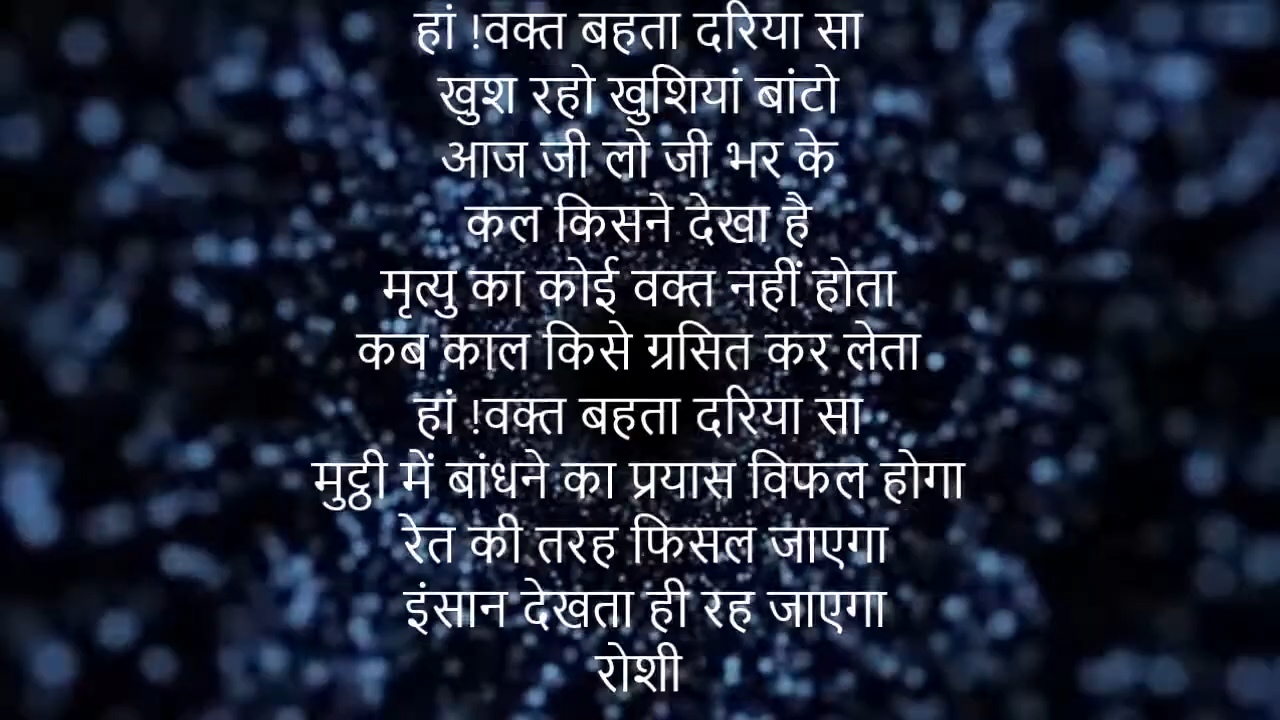 हां !वक्त बहता दरिया सा
खुश रहो खुशियां बांटो
आज जी लो जी भर के
कल किसने देखा है
मृत्यु का कोई वक्त नहीं होता
कब काल किसे ग्रसित कर लेता
हां !वक्त बहता दरिया सा
मुट्ठी में बांधने का प्रयास विफल होगा
रेत की तरह फिसल जाएगा
इंसान देखता ही रह जाएगा
रोशी